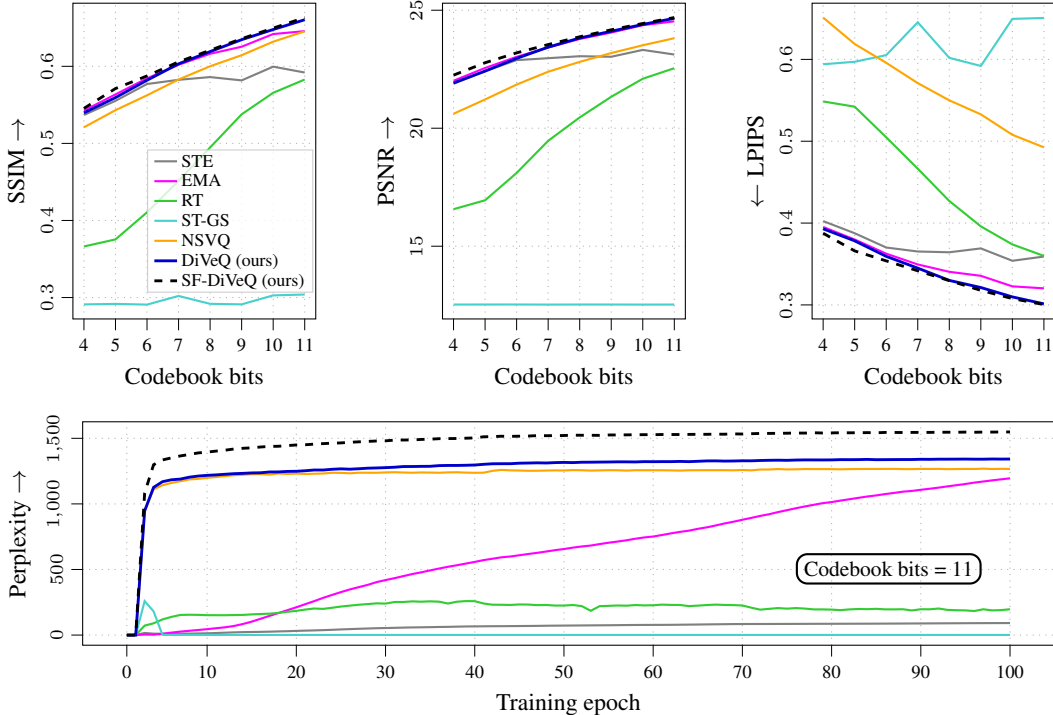 SSIM →
0.3
0.4
0.5
0.6
4 5 6 7 8 9 10 11
Codebook bits
STE
EMA
RT
ST-GS
NSVQ
DiVeQ (ours)
SF-DiVeQ (ours)
PSNR →
15
20
25
4 5 6 7 8 9 10 11
Codebook bits
← LPIPS
0.3
0.4
0.5
0.6
4 5 6 7 8 9 10 11
Codebook bits
Perplexity →
0
500
1,000
1,500
Codebook bits = 11
0 10 20 30 40 50 60 70 80 90 100
Training epoch